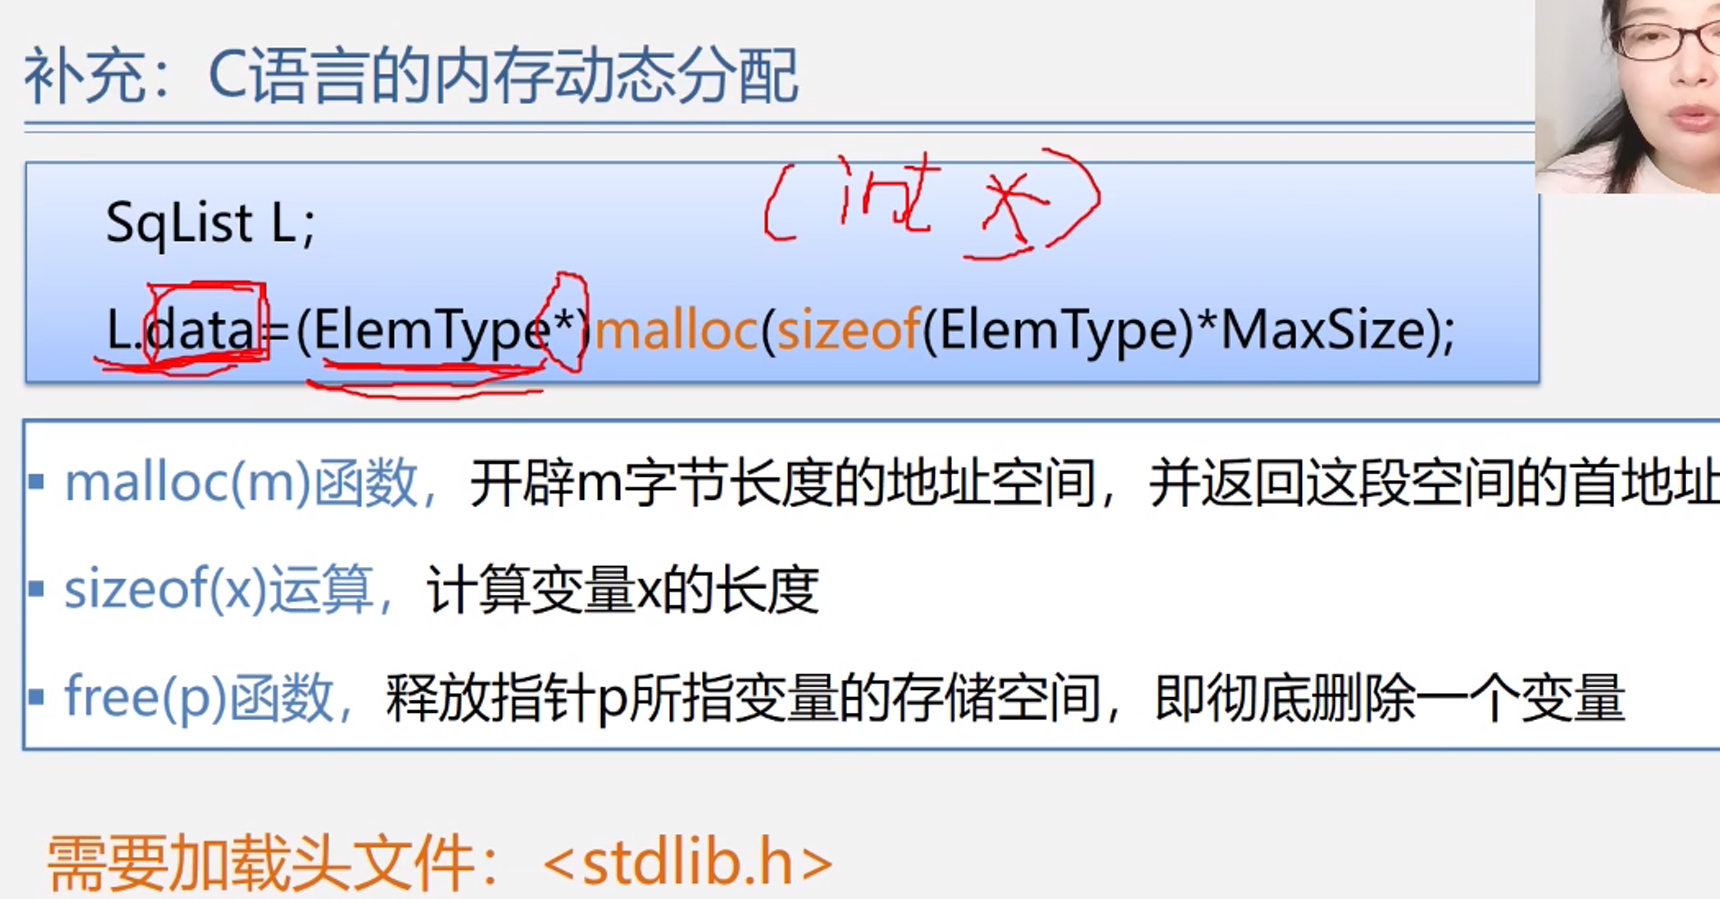 补充：C语言的内存动态分配
(int *)
SqList L;
L.data=(ElemType*)malloc(sizeof(ElemType)*MaxSize);
▪ malloc(m)函数，开辟m字节长度的地址空间，并返回这段空间的首地址
▪ sizeof(x)运算，计算变量x的长度
▪ free(p)函数，释放指针p所指变量的存储空间，即彻底删除一个变量
需要加载头文件：<stdlib.h>